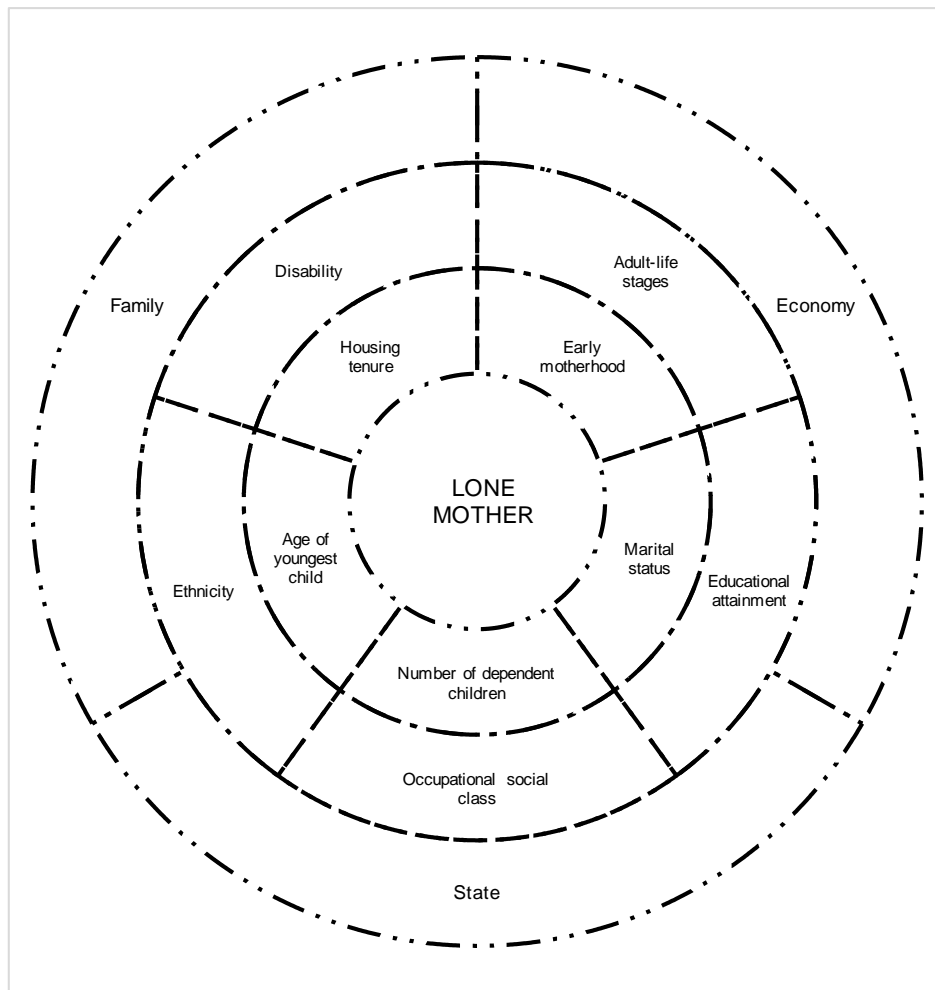 Disability
Adult-life
stages
Family
Economy
Housing
tenure
Early
motherhood
LONE
MOTHER
Age of
youngest
child
Marital
status
Ethnicity
Educational
attainment
Number of dependent
children
Occupational social
class
State